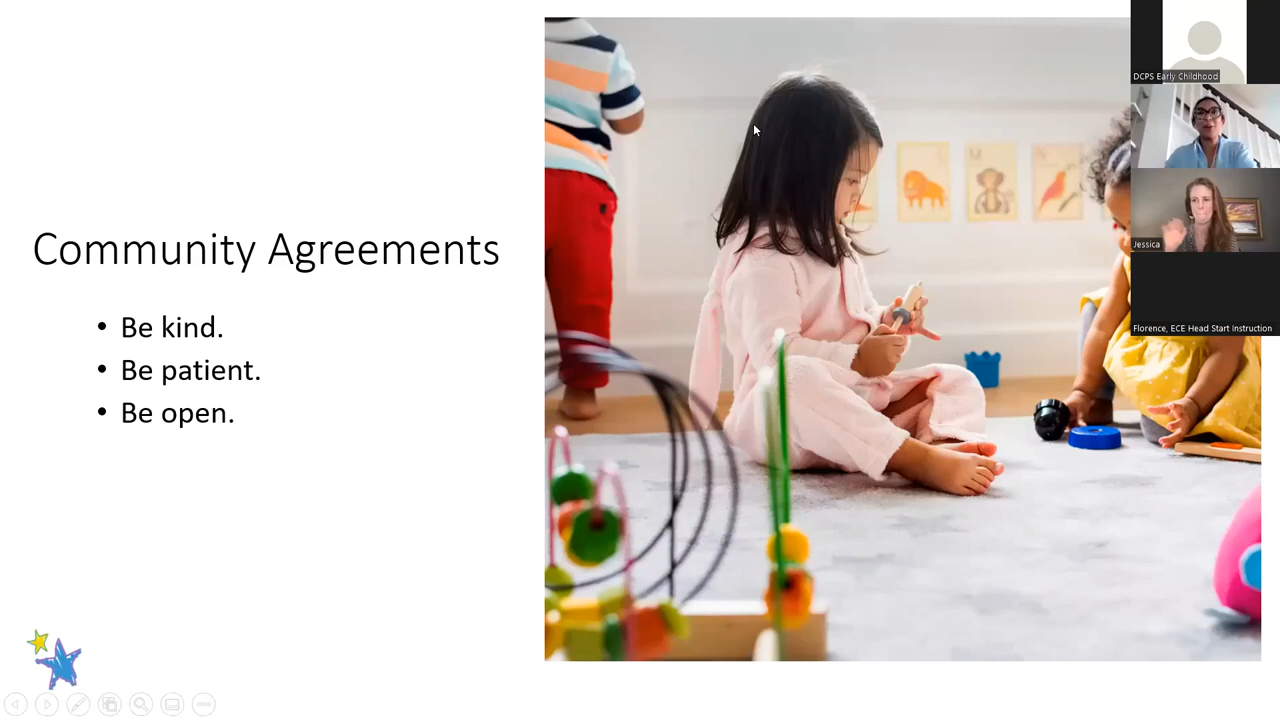 Community Agreements
• Be kind.
• Be patient.
• Be open.
DCPS Early Childhood
Jessica
Florence, ECE Head Start Instruction